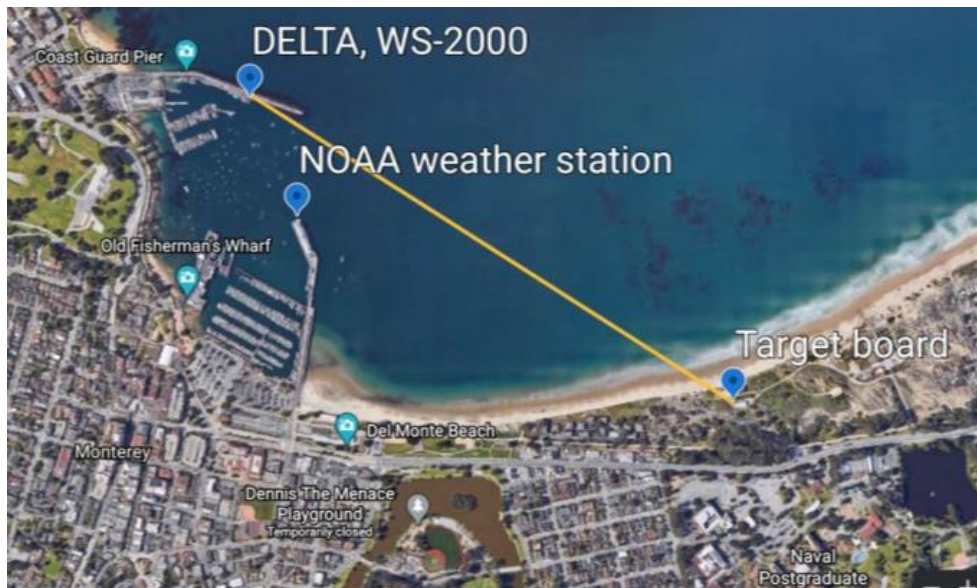 DELTA, WS-2000
Coast Guard Pier
NOAA weather station
Old Fisherman's Wharf
Target board
Del Monte Beach
Monterey
Dennis The Menace
Playground
Temporarily closed
Naval
Postgraduate